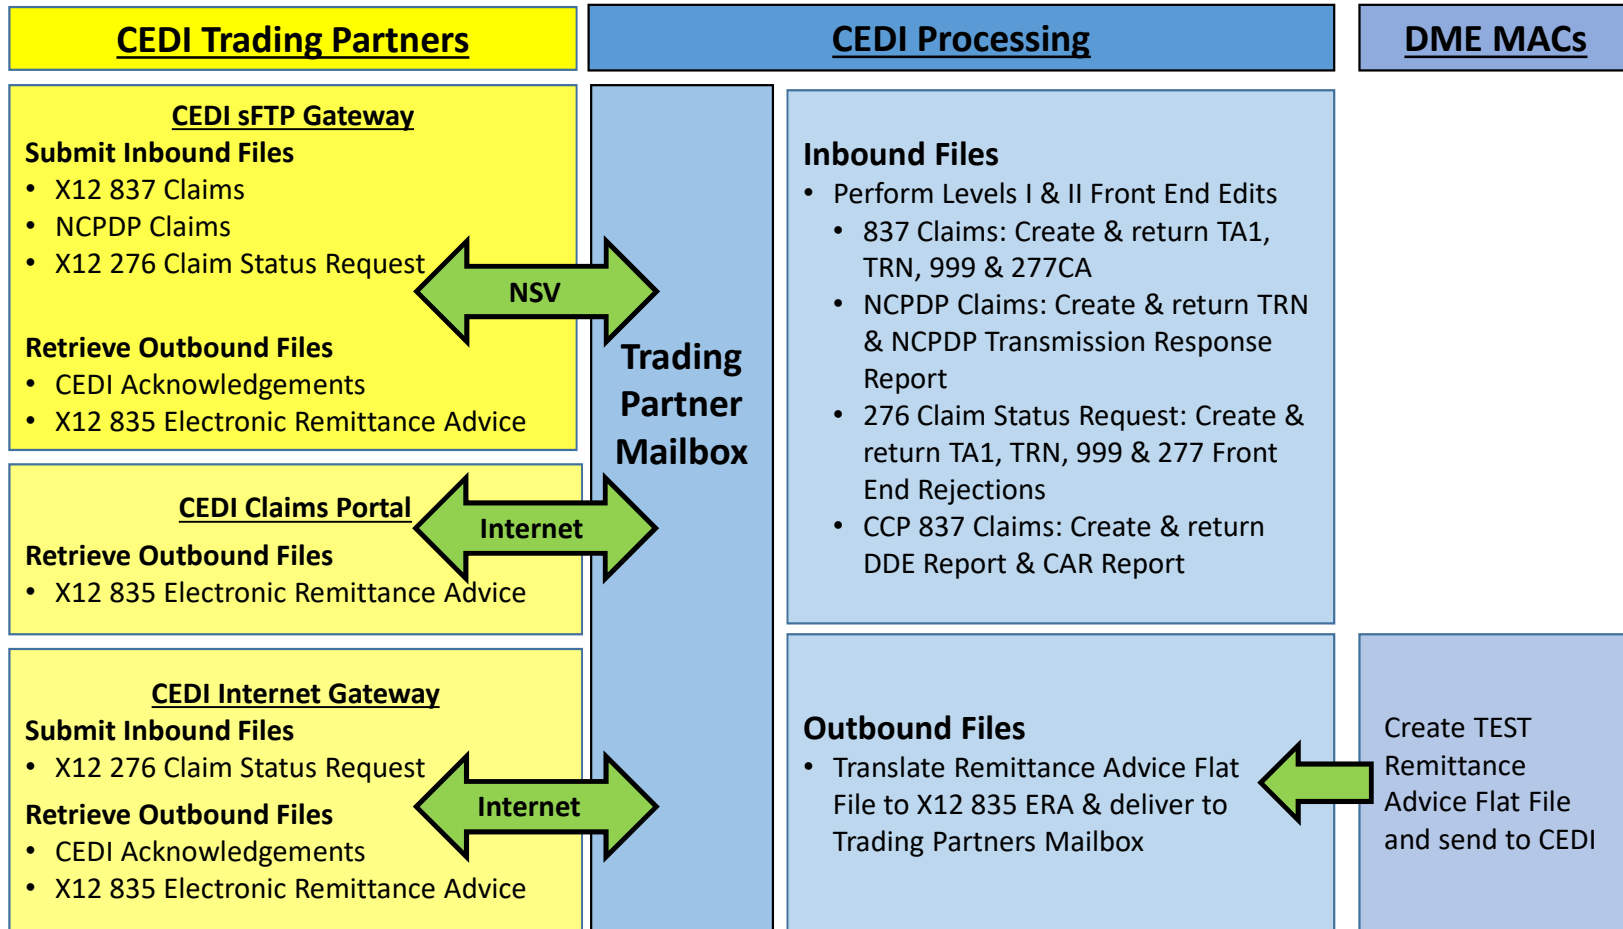 CEDI Trading Partners
CEDI Processing
DME MACs
CEDI sFTP Gateway
Submit Inbound Files
• X12 837 Claims
• NCPDP Claims
• X12 276 Claim Status Request
Retrieve Outbound Files
• CEDI Acknowledgements
• X12 835 Electronic Remittance Advice
NSV
CEDI Claims Portal
Retrieve Outbound Files
• X12 835 Electronic Remittance Advice
Internet
CEDI Internet Gateway
Submit Inbound Files
• X12 276 Claim Status Request
Retrieve Outbound Files
• CEDI Acknowledgements
• X12 835 Electronic Remittance Advice
Internet
Trading
Partner
Mailbox
Inbound Files
• Perform Levels I & II Front End Edits
• 837 Claims: Create & return TA1,
TRN, 999 & 277CA
• NCPDP Claims: Create & return TRN
& NCPDP Transmission Response
Report
• 276 Claim Status Request: Create &
return TA1, TRN, 999 & 277 Front
End Rejections
• CCP 837 Claims: Create & return
DDE Report & CAR Report
Outbound Files
• Translate Remittance Advice Flat
File to X12 835 ERA & deliver to
Trading Partners Mailbox
Create TEST
Remittance
Advice Flat File
and send to CEDI